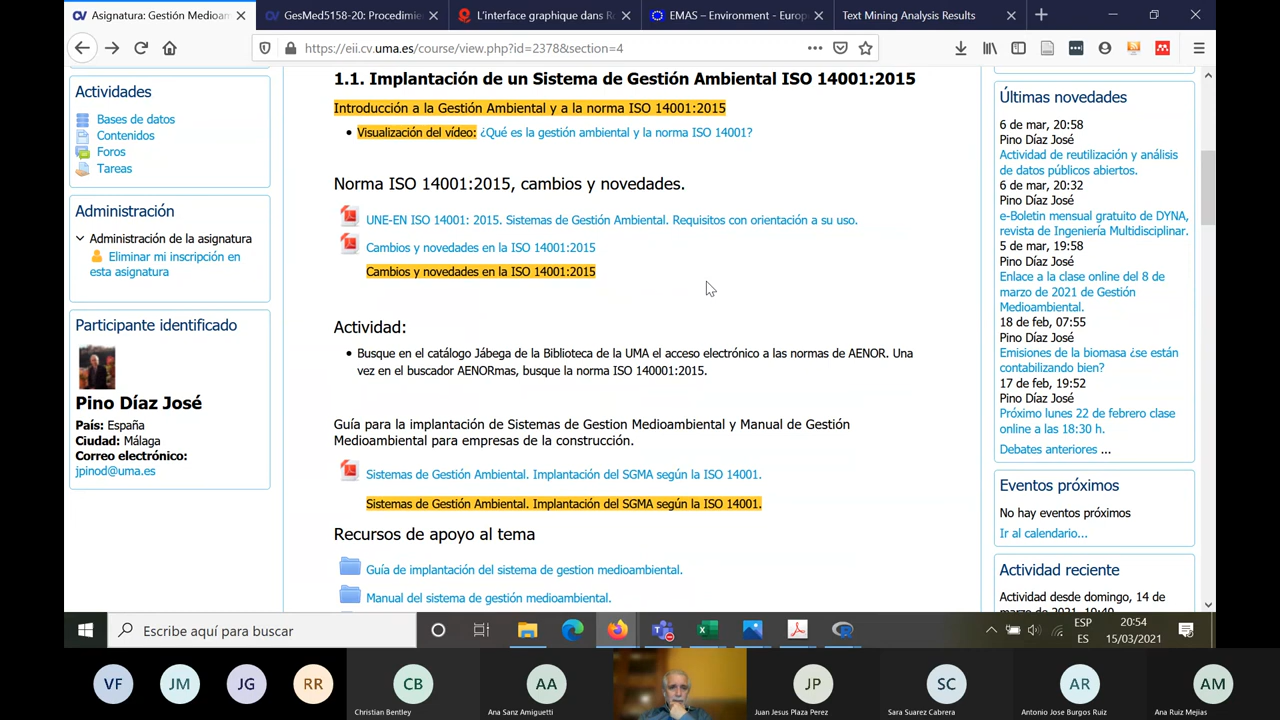 Asignatura: Gestión Medioam
GesMed5158-20: Procedimie
L'interface graphique dans R
EMAS – Environment - Europ
Text Mining Analysis Results
https://eii.cv.uma.es/course/view.php?id=2378&section=4
Actividades
Bases de datos
Contenidos
Foros
Tareas
Administración
Administración de la asignatura
Eliminar mi inscripción en
esta asignatura
Participante identificado
Pino Díaz José
País: España
Ciudad: Málaga
Correo electrónico:
jpinod@uma.es
1.1. Implantación de un Sistema de Gestión Ambiental ISO 14001:2015
Introducción a la Gestión Ambiental y a la norma ISO 14001:2015
• Visualización del vídeo: ¿Qué es la gestión ambiental y la norma ISO 14001?
Norma ISO 14001:2015, cambios y novedades.
UNE-EN ISO 14001: 2015. Sistemas de Gestión Ambiental. Requisitos con orientación a su uso.
Cambios y novedades en la ISO 14001:2015
Cambios y novedades en la ISO 14001:2015
Actividad:
• Busque en el catálogo Jábega de la Biblioteca de la UMA el acceso electrónico a las normas de AENOR. Una
vez en el buscador AENORmas, busque la norma ISO 140001:2015.
Guía para la implantación de Sistemas de Gestion Medioambiental y Manual de Gestión
Medioambiental para empresas de la construcción.
Sistemas de Gestión Ambiental. Implantación del SGMA según la ISO 14001.
Sistemas de Gestión Ambiental. Implantación del SGMA según la ISO 14001.
Recursos de apoyo al tema
Guía de implantación del sistema de gestion medioambiental.
Manual del sistema de gestión medioambiental.
Últimas novedades
6 de mar, 20:58
Pino Díaz José
Actividad de reutilización y análisis
de datos públicos abiertos.
6 de mar, 20:32
Pino Díaz José
e-Boletin mensual gratuito de DYNA,
revista de Ingeniería Multidisciplinar.
5 de mar, 19:58
Pino Díaz José
Enlace a la clase online del 8 de
marzo de 2021 de Gestión
Medioambiental.
18 de feb, 07:55
Pino Díaz José
Emisiones de la biomasa ¿se están
contabilizando bien?
17 de feb, 19:52
Pino Díaz José
Próximo lunes 22 de febrero clase
online a las 18:30 h.
Debates anteriores ...
Eventos próximos
No hay eventos próximos
Ir al calendario...
Actividad reciente
Actividad desde domingo, 14 de
marzo de 2021, 19:40
Escribe aquí para buscar
ESP
ES
20:54
15/03/2021
VF
JM
JG
RR
CB
Christian Bentley
AA
Ana Sanz Amiguetti
JP
Juan Jesus Plaza Perez
SC
Sara Suarez Cabrera
AR
Antonio Jose Burgos Ruiz
AM
Ana Ruiz Mejias